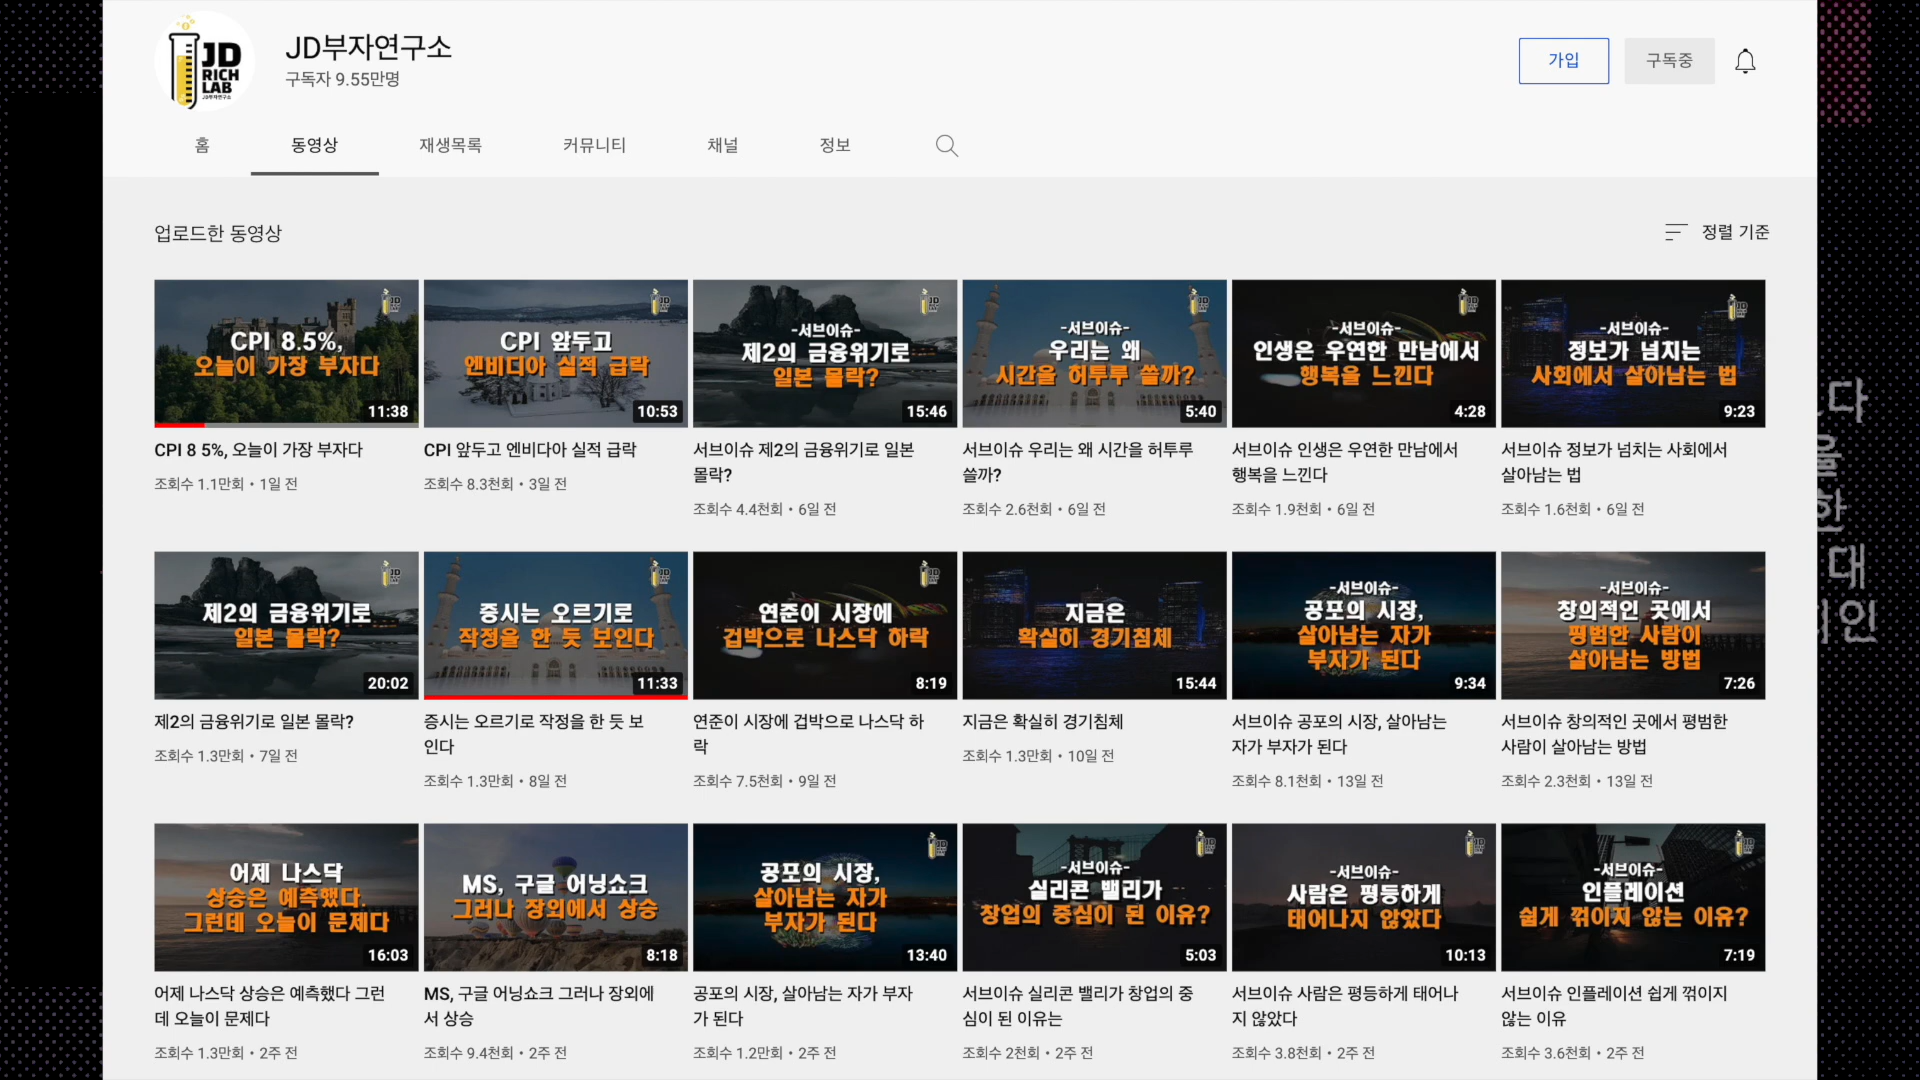 JD부자연구소
구독자 9.55만명
JD
RICH
LAB
JD부자연구소
가입
구독중
홈
동영상
재생목록
커뮤니티
채널
정보
업로드한 동영상
정렬 기준
CPI 8.5%,
오늘이 가장 부자다
11:38
CPI 8 5%, 오늘이 가장 부자다
조회수 1.1만회 • 1일 전
CPI 앞두고
엔비디아 실적 급락
10:53
CPI 앞두고 엔비다아 실적 급락
조회수 8.3천회 • 3일 전
-서브이슈-
제2의 금융위기로
일본 몰락?
15:46
서브이슈 제2의 금융위기로 일본
몰락?
조회수 4.4천회 • 6일 전
-서브이슈-
우리는 왜
시간을 허투루 쓸까?
5:40
서브이슈 우리는 왜 시간을 허투루
쓸까?
조회수 2.6천회 • 6일 전
-서브이슈-
인생은 우연한 만남에서
행복을 느낀다
4:28
서브이슈 인생은 우연한 만남에서
행복을 느낀다
조회수 1.9천회 • 6일 전
-서브이슈-
정보가 넘치는
사회에서 살아남는 법
9:23
서브이슈 정보가 넘치는 사회에서
살아남는 법
조회수 1.6천회 • 6일 전
제2의 금융위기로
일본 몰락?
20:02
제2의 금융위기로 일본 몰락?
조회수 1.3만회 • 7일 전
증시는 오르기로
작정을 한 듯 보인다
11:33
증시는 오르기로 작정을 한 듯 보
인다
조회수 1.3만회 • 8일 전
연준이 시장에
겁박으로 나스닥 하락
8:19
연준이 시장에 겁박으로 나스닥 하
락
조회수 7.5천회 • 9일 전
지금은
확실히 경기침체
15:44
지금은 확실히 경기침체
조회수 1.3만회 • 10일 전
-서브이슈-
공포의 시장,
살아남는 자가
부자가 된다
9:34
서브이슈 공포의 시장, 살아남는
자가 부자가 된다
조회수 8.1천회 • 13일 전
-서브이슈-
창의적인 곳에서
평범한 사람이
살아남는 방법
7:26
서브이슈 창의적인 곳에서 평범한
사람이 살아남는 방법
조회수 2.3천회 • 13일 전
어제 나스닥
상승은 예측했다.
그런데 오늘이 문제다
16:03
어제 나스닥 상승은 예측했다 그런
데 오늘이 문제다
조회수 1.3만회 • 2주 전
MS, 구글 어닝쇼크
그러나 장외에서 상승
8:18
MS, 구글 어닝쇼크 그러나 장외에
서 상승
조회수 9.4천회 • 2주 전
공포의 시장,
살아남는 자가
부자가 된다
13:40
공포의 시장, 살아남는 자가 부자
가 된다
조회수 1.2만회 • 2주 전
-서브이슈-
실리콘 밸리가
창업의 중심이 된 이유?
5:03
서브이슈 실리콘 밸리가 창업의 중
심이 된 이유는
조회수 2천회 • 2주 전
-서브이슈-
사람은 평등하게
태어나지 않았다
10:13
서브이슈 사람은 평등하게 태어나
지 않았다
조회수 3.8천회 • 2주 전
-서브이슈-
인플레이션
쉽게 꺾이지 않는 이유?
7:19
서브이슈 인플레이션 쉽게 꺾이지
않는 이유
조회수 3.6천회 • 2주 전